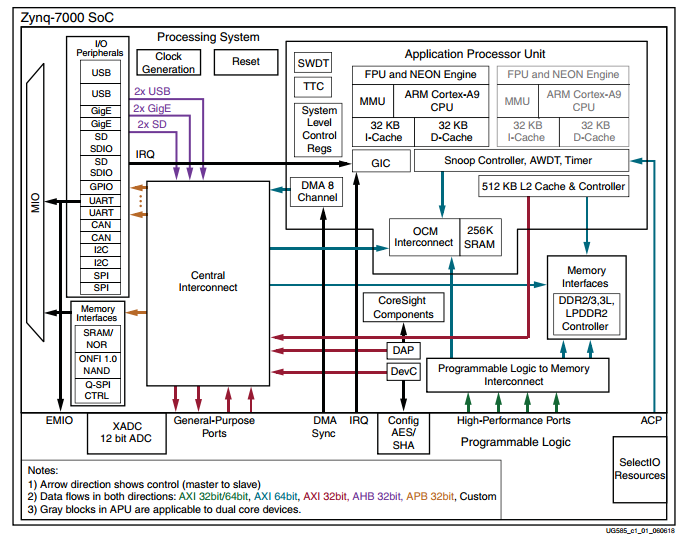 Zynq-7000 SoC
Processing System
I/O
Peripherals
USB
USB
GigE
GigE
SD
SDIO
SD
SDIO
GPIO
UART
UART
CAN
CAN
I2C
I2C
SPI
SPI
MIO
Memory
Interfaces
SRAM/
NOR
ONFI 1.0
NAND
Q-SPI
CTRL
Clock
Generation
Reset
2x USB
2x GigE
2x SD
IRQ
Central
Interconnect
SWDT
TTC
System
Level
Control
Regs
DMA 8
Channel
Application Processor Unit
FPU and NEON Engine
MMU
ARM Cortex-A9
CPU
32 KB
I-Cache
32 KB
D-Cache
FPU and NEON Engine
MMU
ARM Cortex-A9
CPU
32 KB
I-Cache
32 KB
D-Cache
GIC
Snoop Controller, AWDT, Timer
512 KB L2 Cache & Controller
OCM
Interconnect
256K
SRAM
Memory
Interfaces
DDR2/3,3L,
LPDDR2
Controller
CoreSight
Components
DAP
DevC
Programmable Logic to Memory
Interconnect
EMIO
XADC
12 bit ADC
General-Purpose
Ports
DMA
Sync
IRQ
Config
AES/
SHA
High-Performance Ports
ACP
Programmable Logic
SelectIO
Resources
Notes:
1) Arrow direction shows control (master to slave)
2) Data flows in both directions: AXI 32bit/64bit, AXI 64bit, AXI 32bit, AHB 32bit, APB 32bit, Custom
3) Gray blocks in APU are applicable to dual core devices.
UG585_c1_01_060618